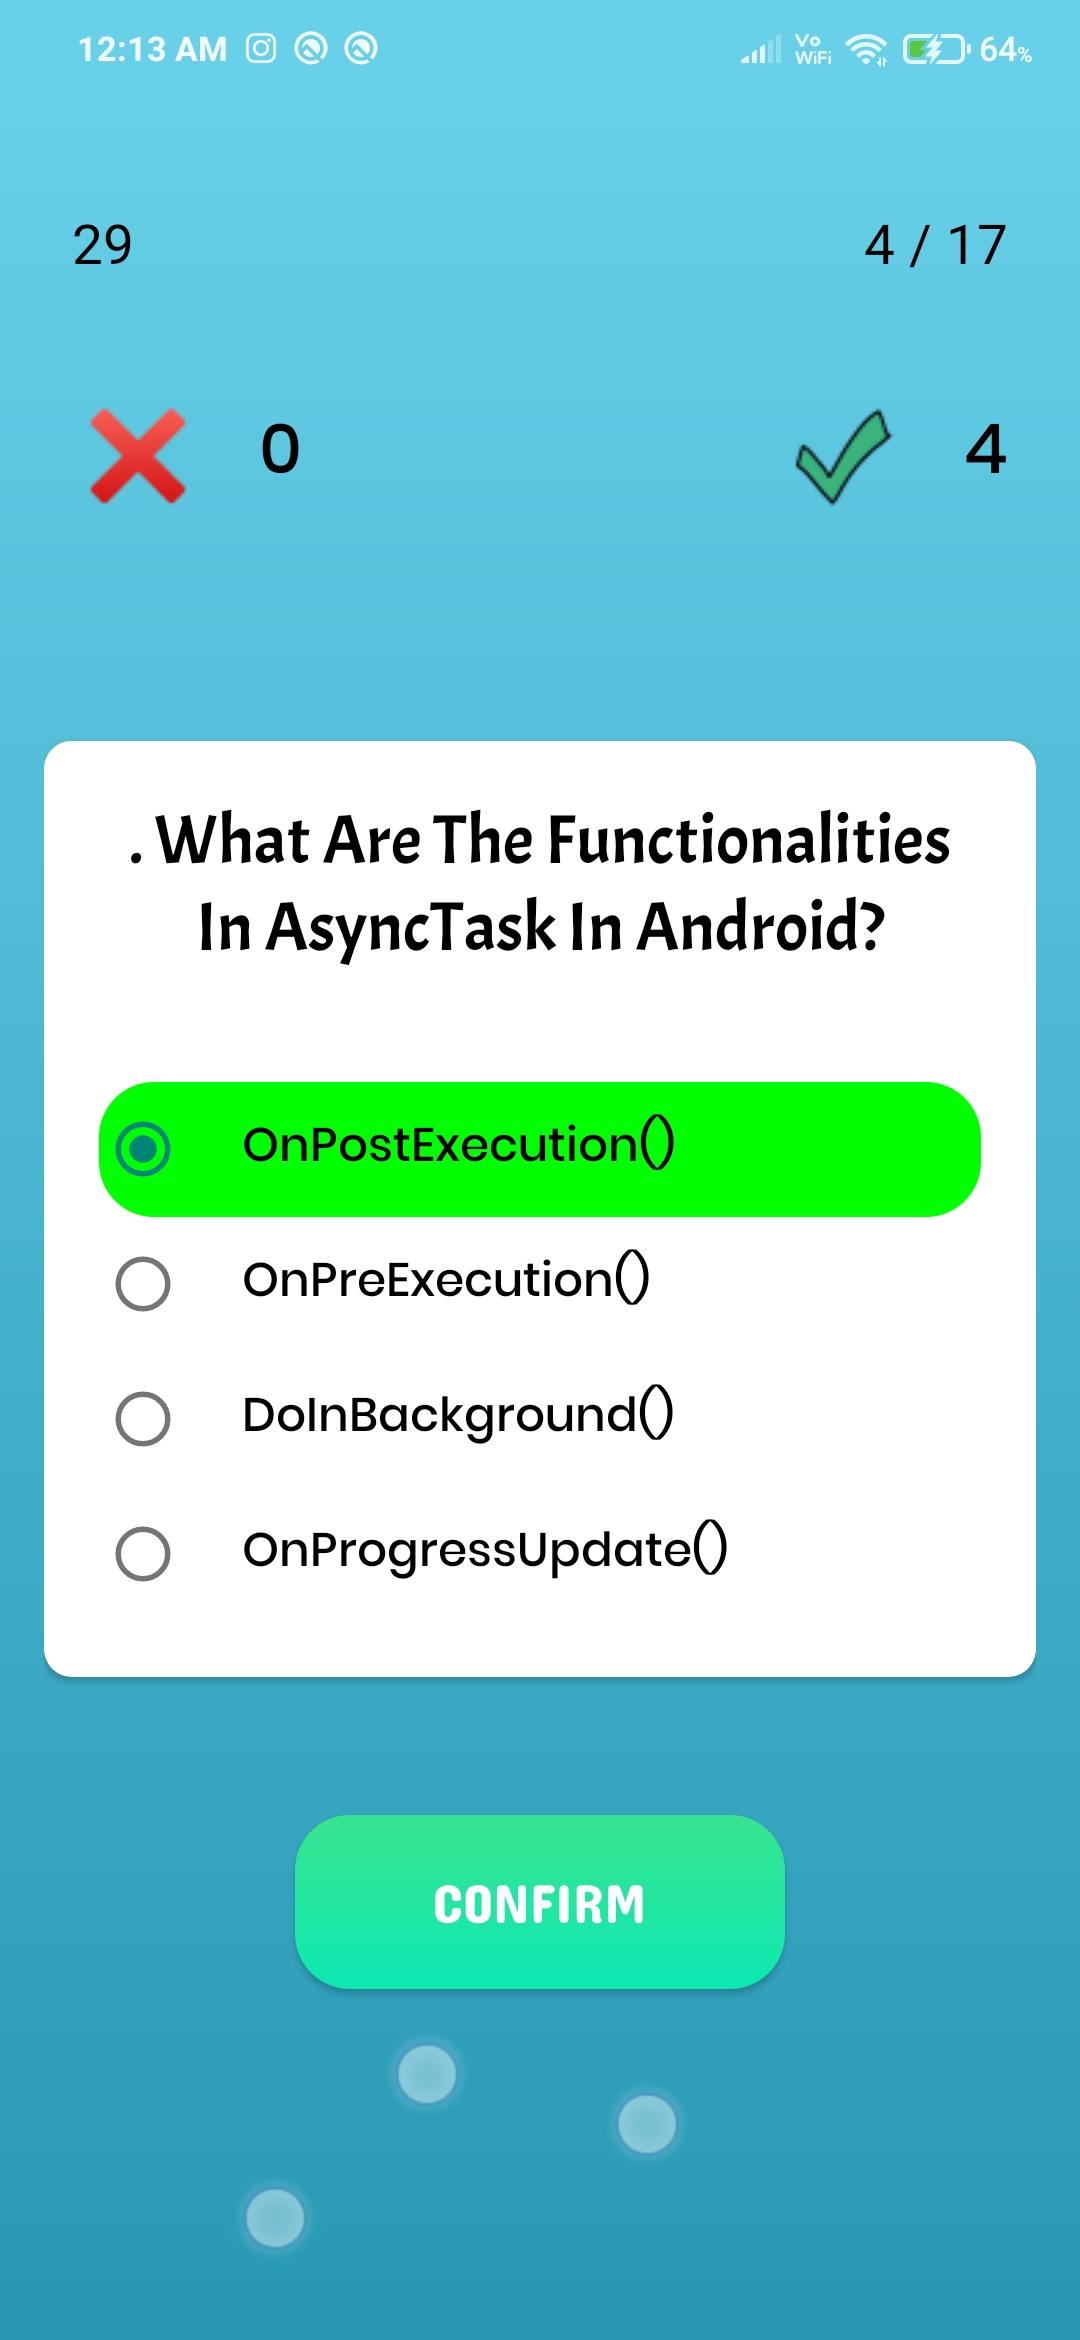 12:13 AM Vo WiFi 64%
29 4 / 17
0 4
. What Are The Functionalities
In AsyncTask In Android?
OnPostExecution()
OnPreExecution()
DoInBackground()
OnProgressUpdate()
CONFIRM